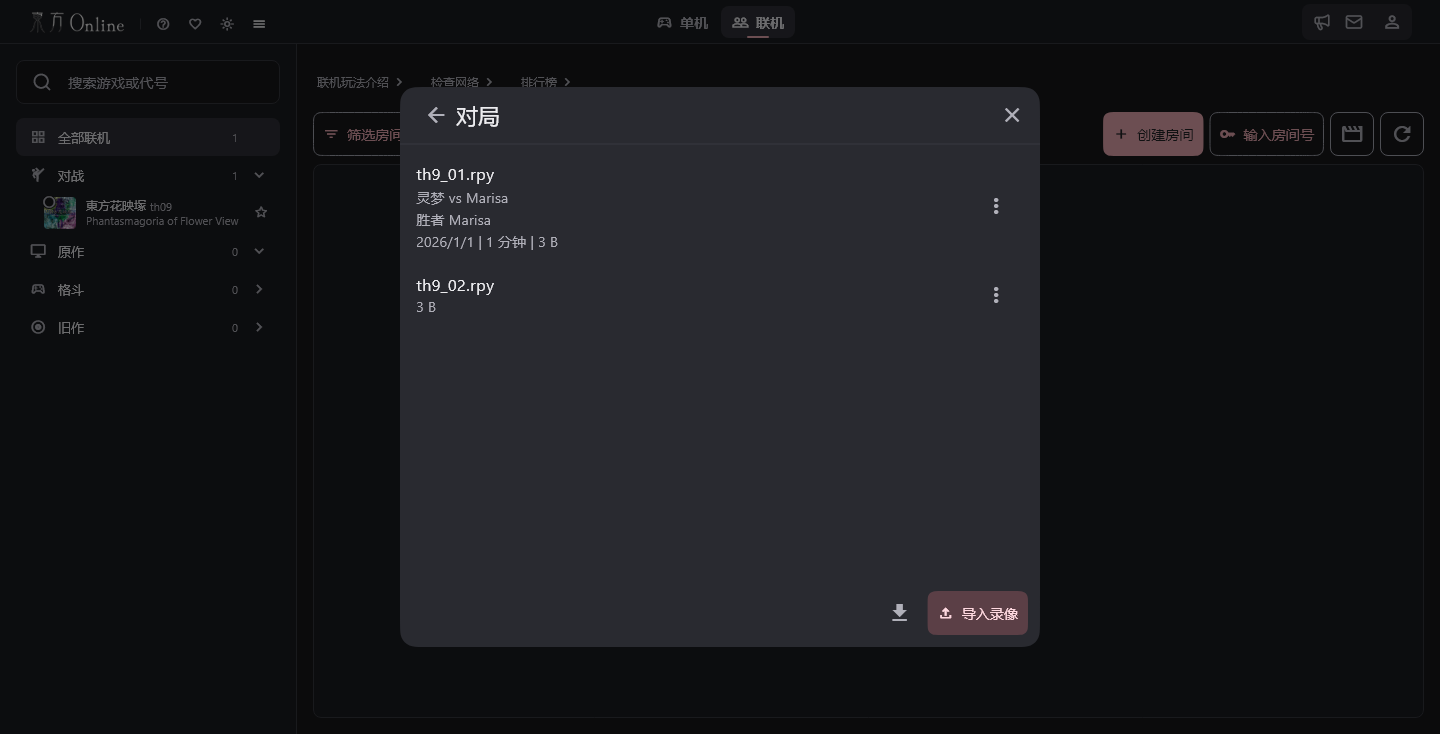 東方Online
单机
联机
搜索游戏或代号
全部联机 1
对战 1
東方花映塚 th09
Phantasmagoria of Flower View
原作 0
格斗 0
旧作 0
联机玩法介绍
检查网络
排行榜
筛选房间
创建房间
输入房间号
对局
th9_01.rpy
灵梦 vs Marisa
胜者 Marisa
2026/1/1 | 1 分钟 | 3 B
th9_02.rpy
3 B
导入录像